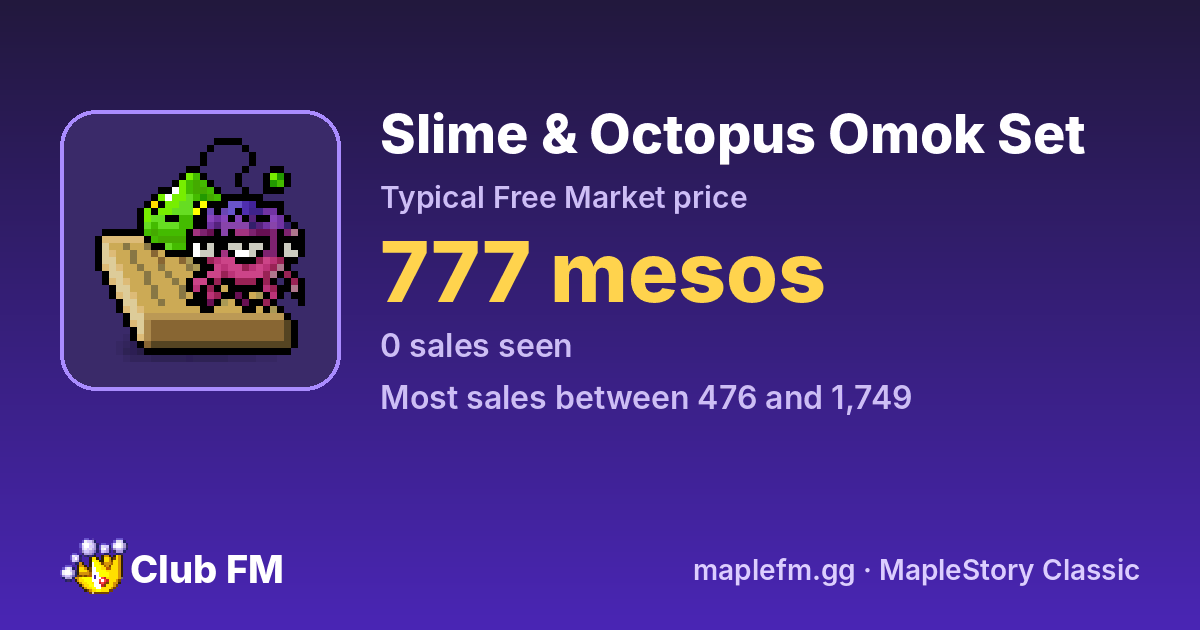 Slime & Octopus Omok Set
Typical Free Market price
777 mesos
0 sales seen
Most sales between 476 and 1,749
Club FM
maplefm.gg · MapleStory Classic